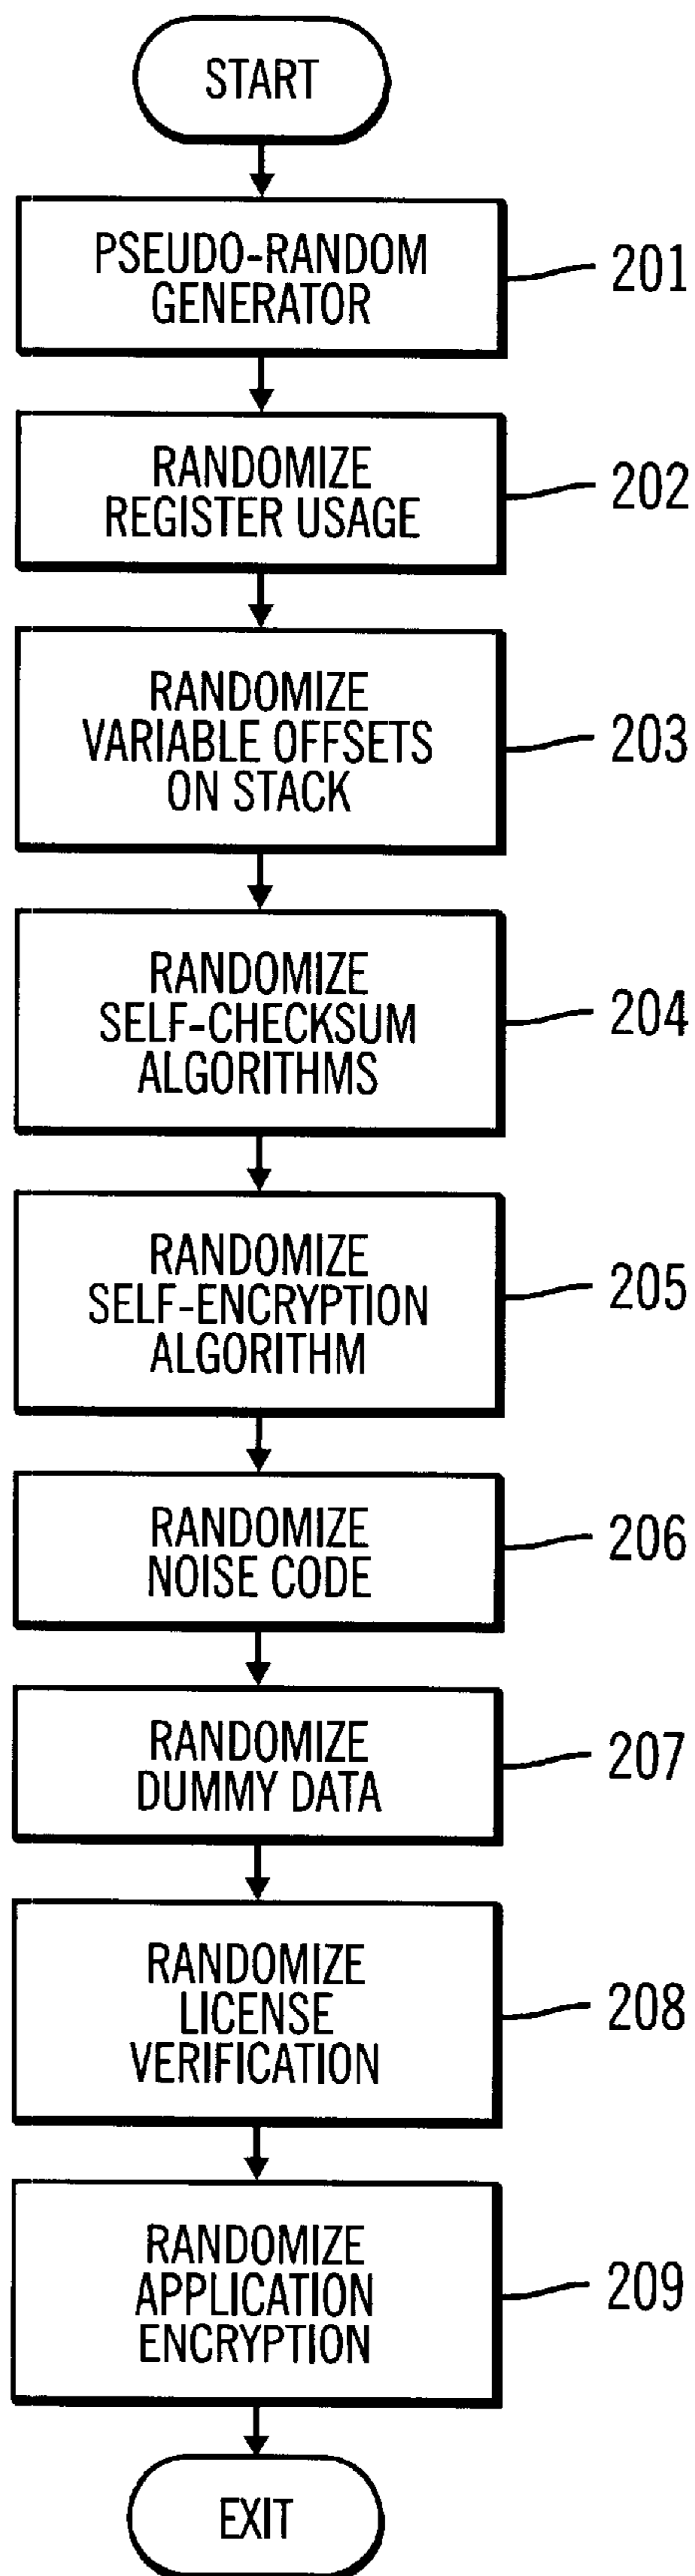 START
PSEUDO-RANDOM
GENERATOR
201
RANDOMIZE
REGISTER USAGE
202
RANDOMIZE
VARIABLE OFFSETS
ON STACK
203
RANDOMIZE
SELF-CHECKSUM
ALGORITHMS
204
RANDOMIZE
SELF-ENCRYPTION
ALGORITHM
205
RANDOMIZE
NOISE CODE
206
RANDOMIZE
DUMMY DATA
207
RANDOMIZE
LICENSE
VERIFICATION
208
RANDOMIZE
APPLICATION
ENCRYPTION
209
EXIT